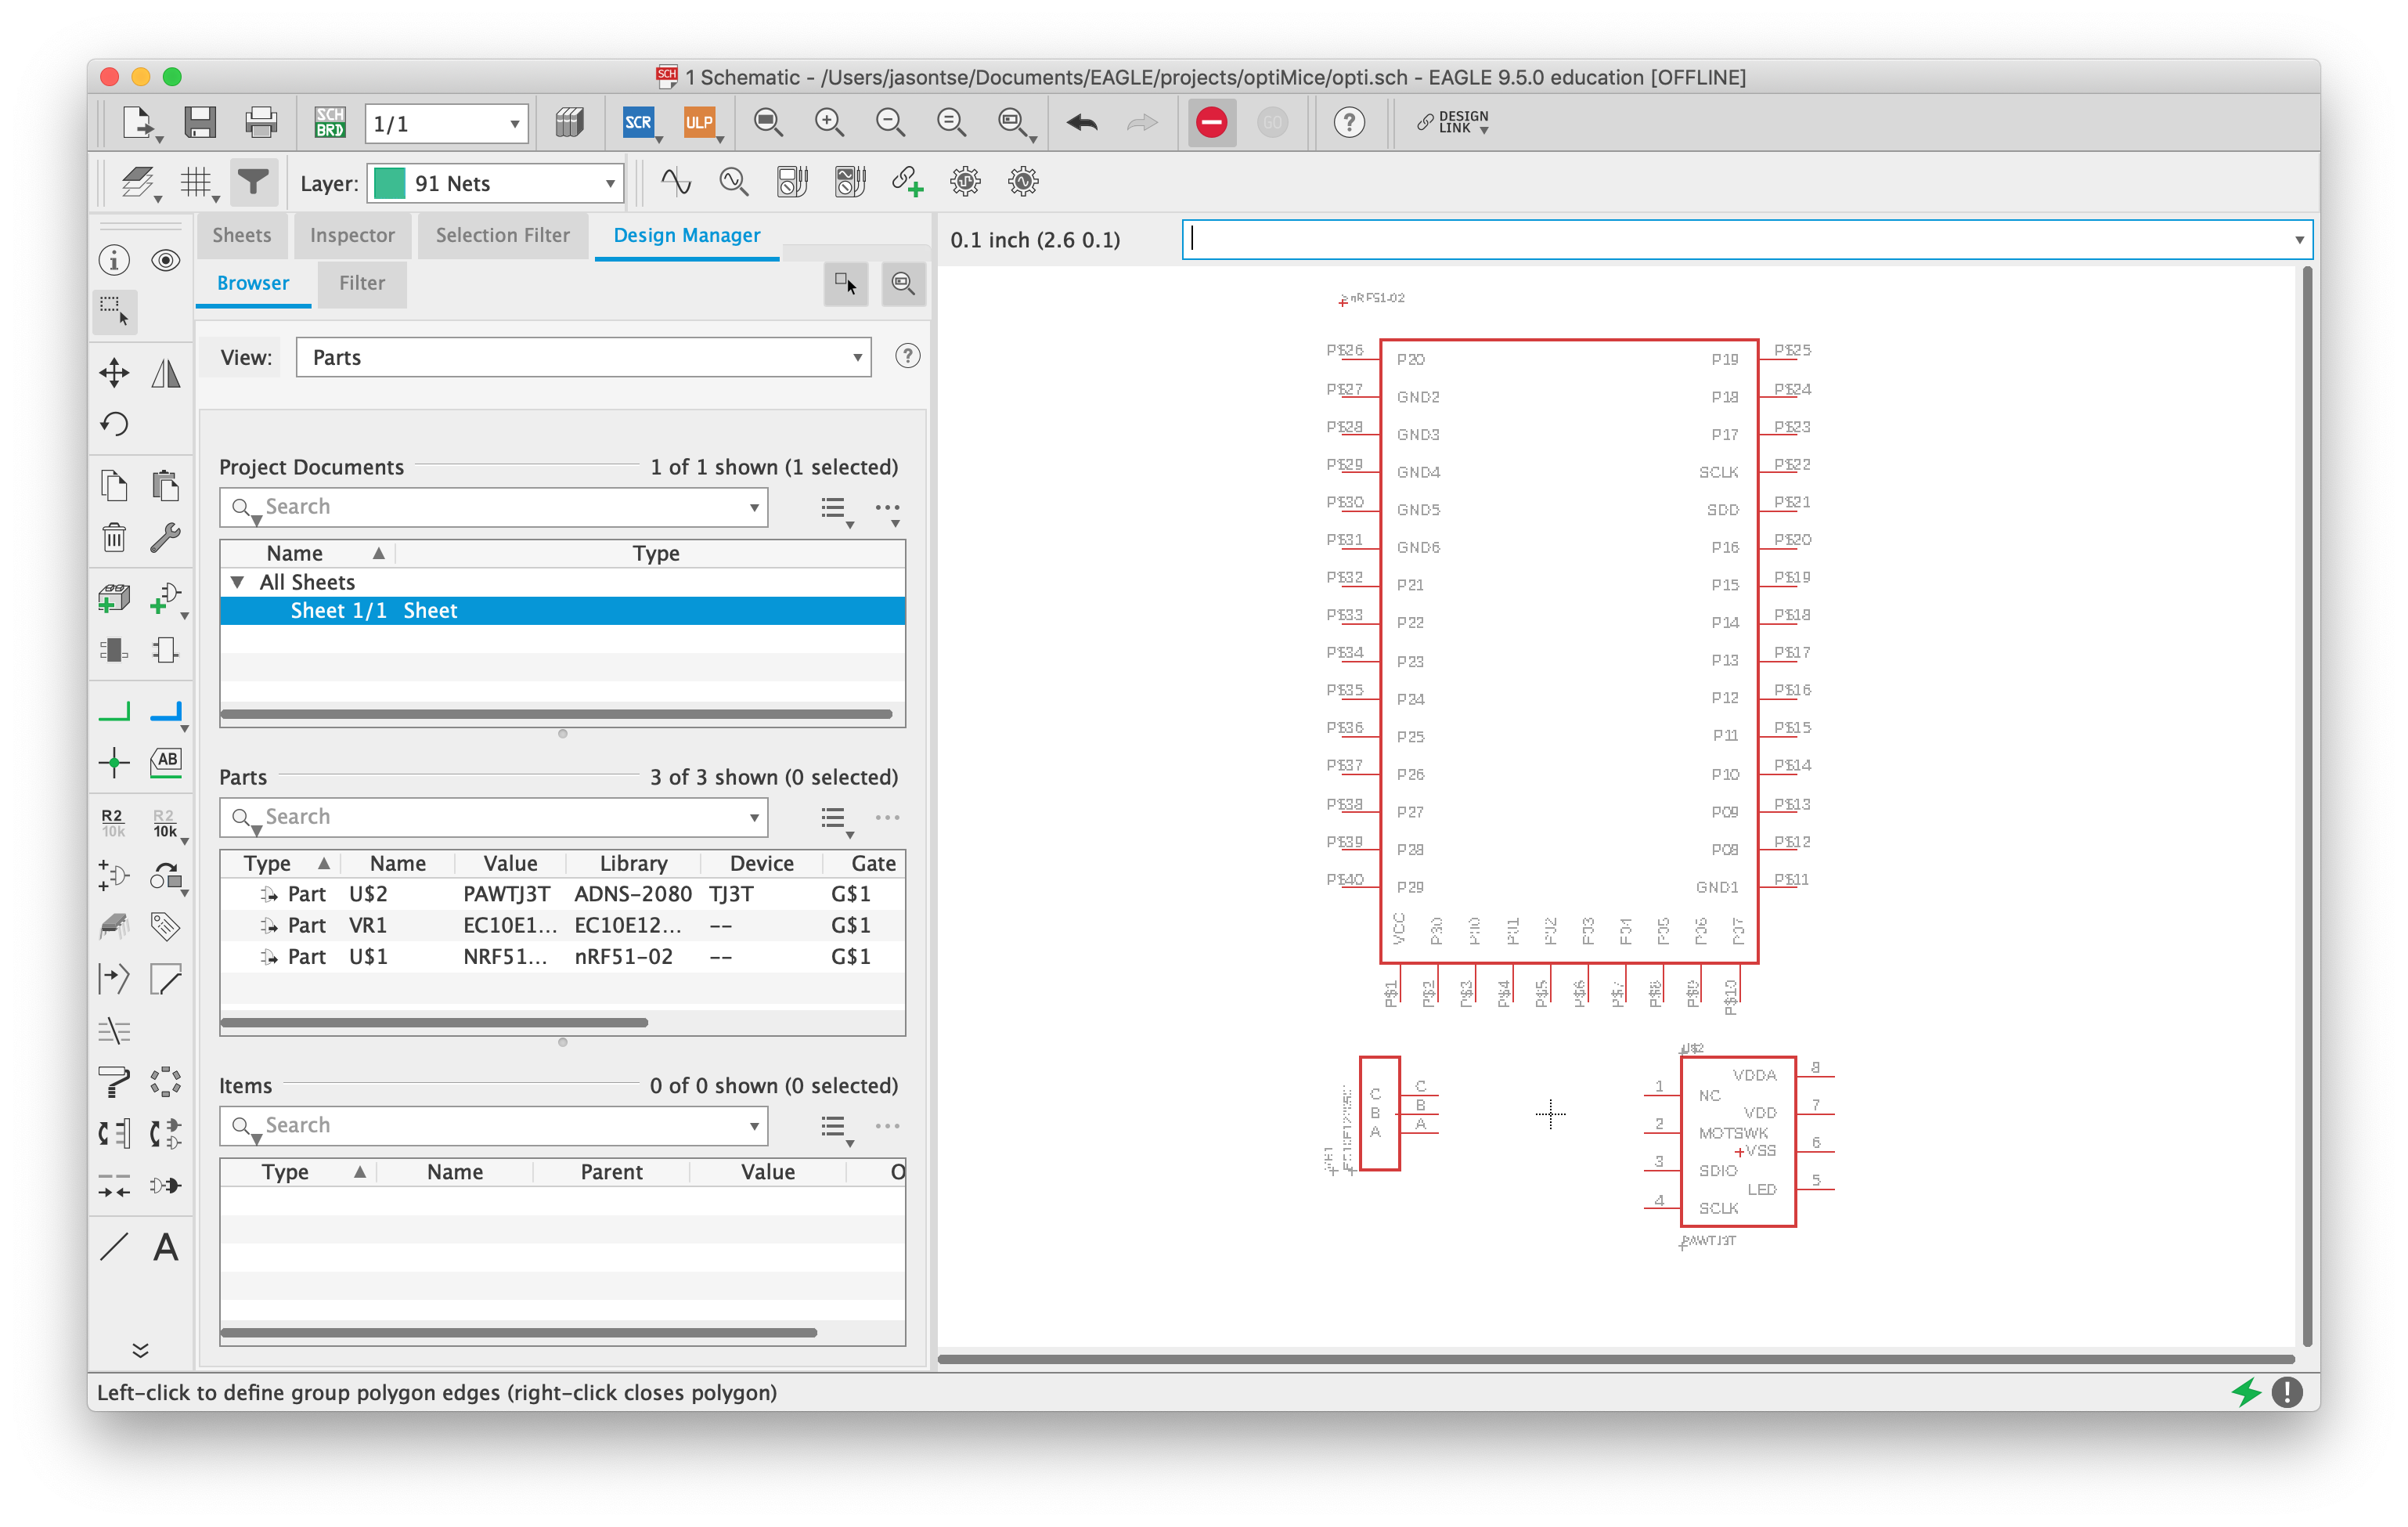 1 Schematic - /Users/jasontse/Documents/EAGLE/projects/optiMice/opti.sch - EAGLE 9.5.0 education [OFFLINE]
SCH BRD 1/1 SCR ULP GO ? DESIGN LINK
Layer: 91 Nets
Sheets Inspector Selection Filter Design Manager
0.1 inch (2.6 0.1)
Browser Filter
View: Parts ?
Project Documents 1 of 1 shown (1 selected)
Search
Name Type
All Sheets
Sheet 1/1 Sheet
Parts 3 of 3 shown (0 selected)
Search
Type Name Value Library Device Gate
Part U$2 PAWTJ3T ADNS-2080 TJ3T G$1
Part VR1 EC10E1... EC10E12... -- G$1
Part U$1 NRF51... nRF51-02 -- G$1
Items 0 of 0 shown (0 selected)
Search
Type Name Parent Value O
AB
R2 10k
R2 10k
A
nRF51-02
P$26 P20 P19 P$25
P$27 GND2 P18 P$24
P$28 GND3 P17 P$23
P$29 GND4 SCLK P$22
P$30 GND5 SDD P$21
P$31 GND6 P16 P$20
P$32 P21 P15 P$19
P$33 P22 P14 P$18
P$34 P23 P13 P$17
P$35 P24 P12 P$16
P$36 P25 P11 P$15
P$37 P26 P10 P$14
P$38 P27 P09 P$13
P$39 P28 P08 P$12
P$40 P29 GND1 P$11
VCC P30 P00 P01 P02 P03 P04 P05 P06 P07
P$1 P$2 P$3 P$4 P$5 P$6 P$7 P$8 P$9 P$10
VR1
C C
B B
A A
U$2
VDDA 8
1 NC
VDD 7
2 MOTSWK
VSS 6
3 SDIO
LED 5
4 SCLK
PAWTJ3T
Left-click to define group polygon edges (right-click closes polygon)